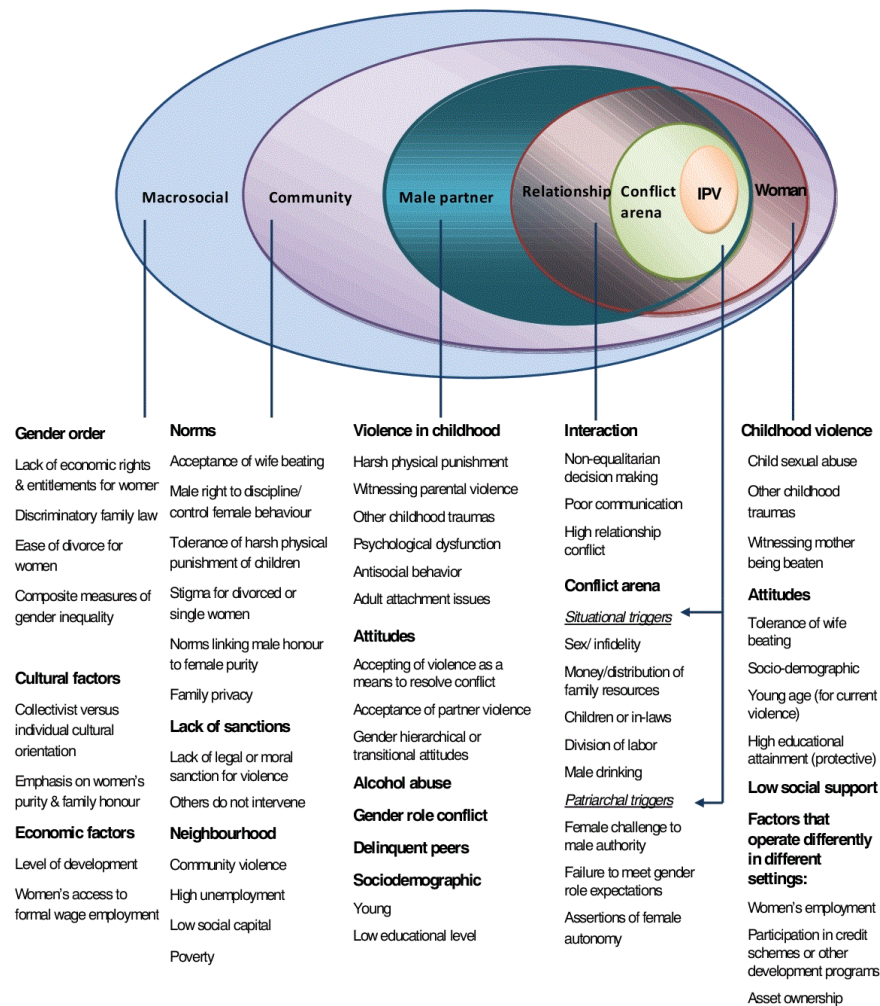 Macrosocial
Community
Male partner
Relationship
Conflict
arena
IPV
Woman
Gender order
Lack of economic rights
& entitlements for women
Discriminatory family law
Ease of divorce for
women
Composite measures of
gender inequality
Cultural factors
Collectivist versus
individual cultural
orientation
Emphasis on women's
purity & family honour
Economic factors
Level of development
Women's access to
formal wage employment
Norms
Acceptance of wife beating
Male right to discipline/
control female behaviour
Tolerance of harsh physical
punishment of children
Stigma for divorced or
single women
Norms linking male honour
to female purity
Family privacy
Lack of sanctions
Lack of legal or moral
sanction for violence
Others do not intervene
Neighbourhood
Community violence
High unemployment
Low social capital
Poverty
Violence in childhood
Harsh physical punishment
Witnessing parental violence
Other childhood traumas
Psychological dysfunction
Antisocial behavior
Adult attachment issues
Attitudes
Accepting of violence as a
means to resolve conflict
Acceptance of partner violence
Gender hierarchical or
transitional attitudes
Alcohol abuse
Gender role conflict
Delinquent peers
Sociodemographic
Young
Low educational level
Interaction
Non-equalitarian
decision making
Poor communication
High relationship
conflict
Conflict arena
Situational triggers
Sex/ infidelity
Money/distribution of
family resources
Children or in-laws
Division of labor
Male drinking
Patriarchal triggers
Female challenge to
male authority
Failure to meet gender
role expectations
Assertions of female
autonomy
Childhood violence
Child sexual abuse
Other childhood
traumas
Witnessing mother
being beaten
Attitudes
Tolerance of wife
beating
Socio-demographic
Young age (for current
violence)
High educational
attainment (protective)
Low social support
Factors that
operate differently
in different
settings:
Women's employment
Participation in credit
schemes or other
development programs
Asset ownership